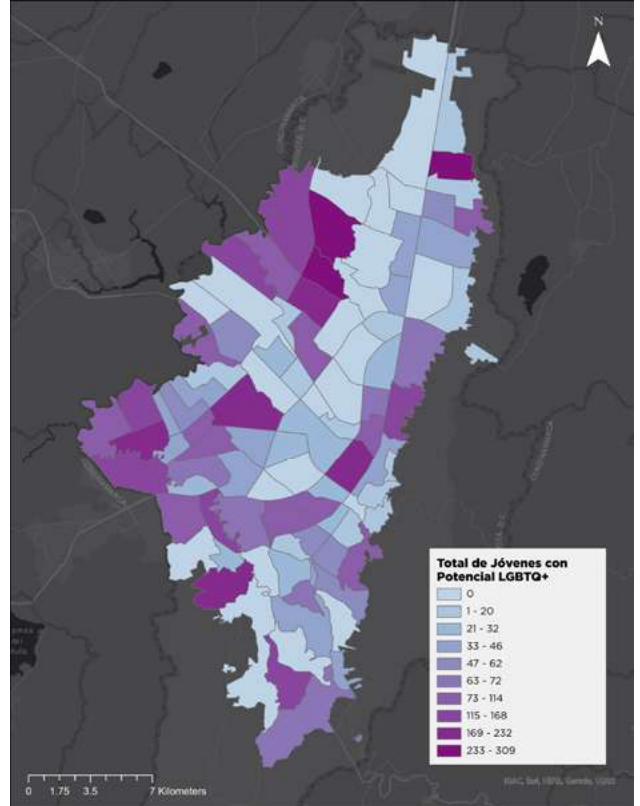 N
Total de Jóvenes con
Potencial LGBTQ+
0
1 - 20
21 - 32
33 - 46
47 - 62
63 - 72
73 - 114
115 - 168
169 - 232
233 - 309
0 1.75 3.5 7 Kilometers